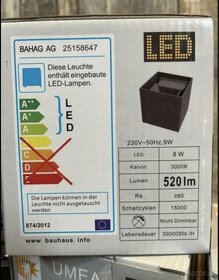 BAHAG AG 25158647
Diese Leuchte
enthält eingebaute
LED-Lampen.
A++
A+
A
B
C
D
E
L
E
D
Die Lampen können in der
Leuchte nicht ausgetauscht
werden.
874/2012
www.bauhaus.info
LED
230V~50Hz,9W
LED 8 W
Kelvin 3000K
Lumen 520lm
Ra ≥80
Schaltzyklen 15000
Nicht Dimmbar
Lebensdauer 30000Std./H
UMEA